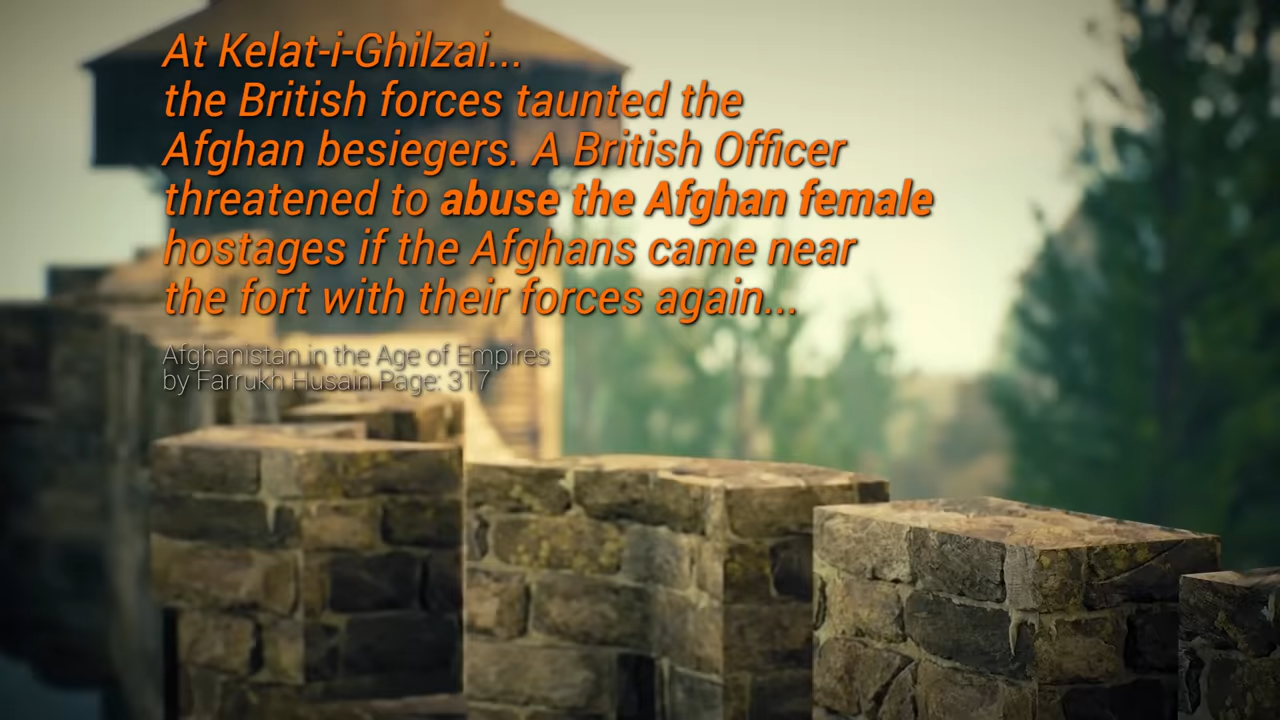 At Kelat-i-Ghilzai...
the British forces taunted the
Afghan besiegers. A British Officer
threatened to abuse the Afghan female
hostages if the Afghans came near
the fort with their forces again...
Afghanistan in the Age of Empires
by Farrukh Husain Page: 317